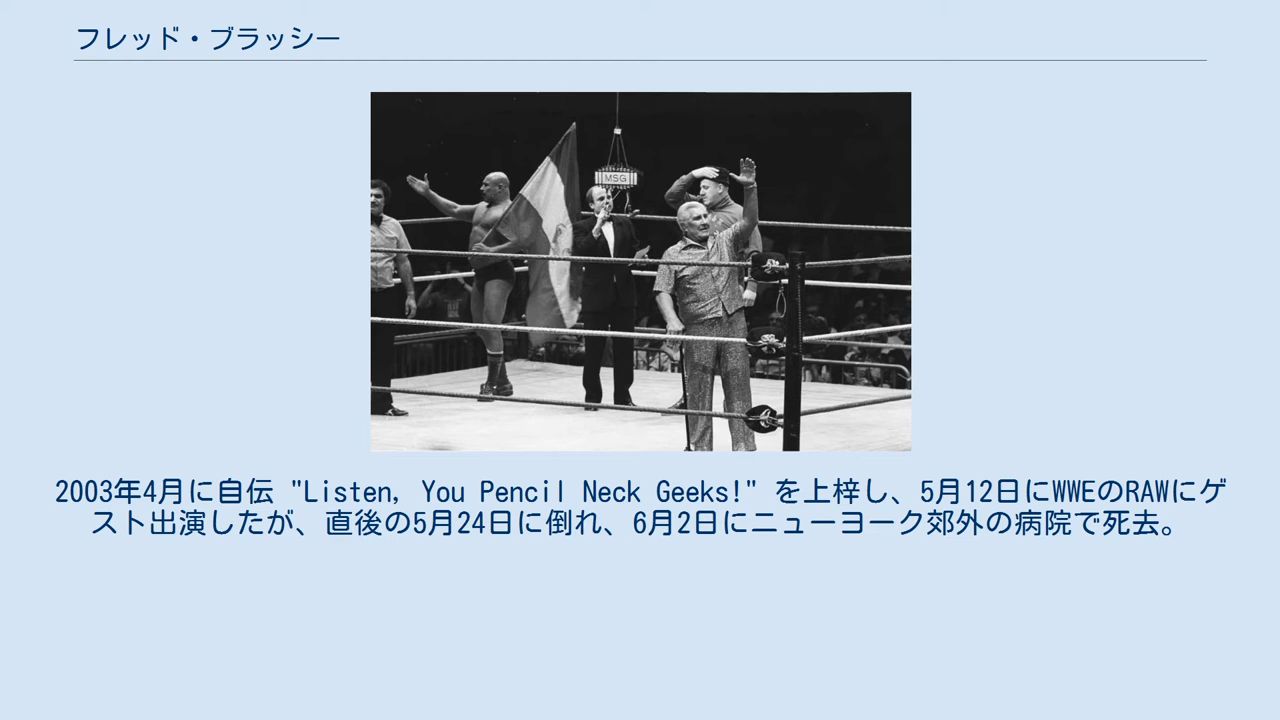 フレッド・ブラッシー
MSG
2003年4月に自伝 "Listen, You Pencil Neck Geeks!" を上梓し、5月12日にWWEのRAWにゲ
スト出演したが、直後の5月24日に倒れ、6月2日にニューヨーク郊外の病院で死去。